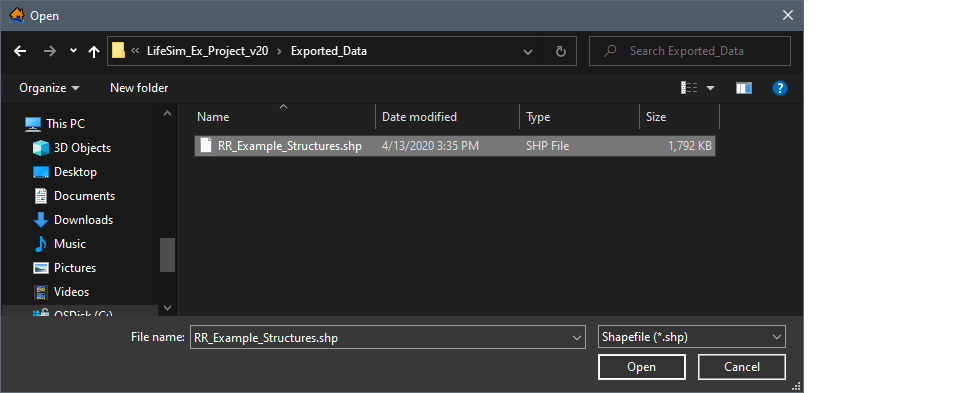 Open
« LifeSim_Ex_Project_v20 › Exported_Data
Search Exported_Data
Organize
New folder
?
Name Date modified Type Size
RR_Example_Structures.shp 4/13/2020 3:35 PM SHP File 1,792 KB
This PC
3D Objects
Desktop
Documents
Downloads
Music
Pictures
Videos
OSDisk (C:)
File name: RR_Example_Structures.shp
Shapefile (*.shp)
Open
Cancel